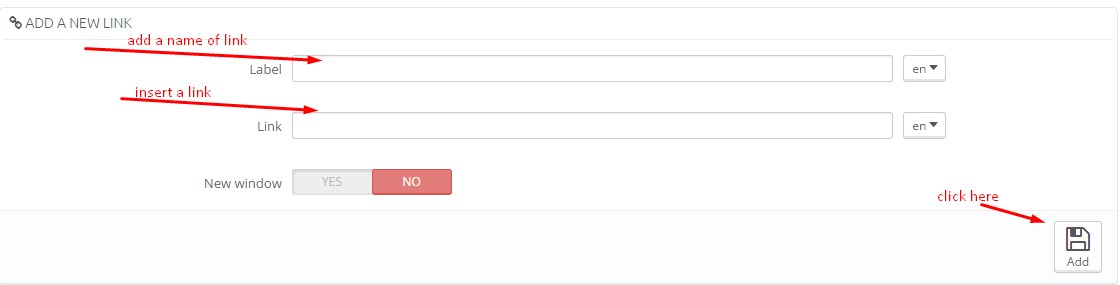 ADD A NEW LINK
add a name of link
Label en
insert a link
Link en
New window YES NO
click here
Add